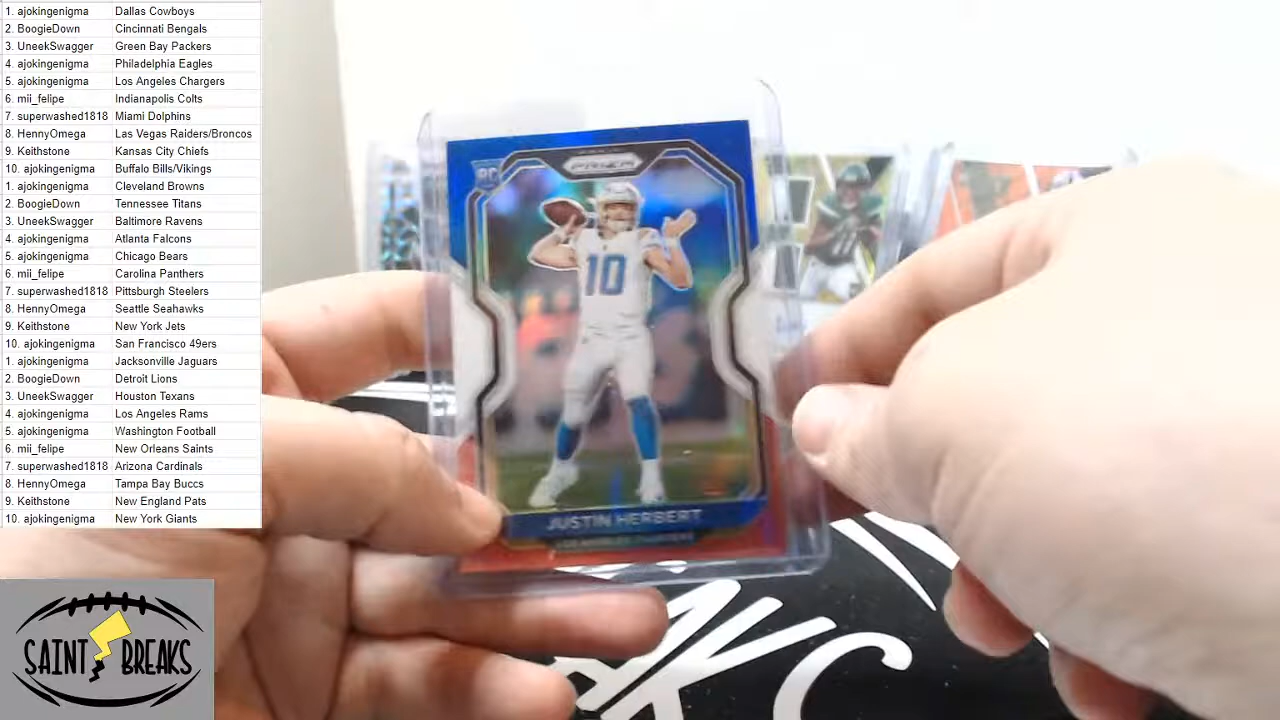 1. ajokingenigma Dallas Cowboys
2. BoogieDown Cincinnati Bengals
3. UneekSwagger Green Bay Packers
4. ajokingenigma Philadelphia Eagles
5. ajokingenigma Los Angeles Chargers
6. mii_felipe Indianapolis Colts
7. superwashed1818 Miami Dolphins
8. HennyOmega Las Vegas Raiders/Broncos
9. Keithstone Kansas City Chiefs
10. ajokingenigma Buffalo Bills/Vikings
1. ajokingenigma Cleveland Browns
2. BoogieDown Tennessee Titans
3. UneekSwagger Baltimore Ravens
4. ajokingenigma Atlanta Falcons
5. ajokingenigma Chicago Bears
6. mii_felipe Carolina Panthers
7. superwashed1818 Pittsburgh Steelers
8. HennyOmega Seattle Seahawks
9. Keithstone New York Jets
10. ajokingenigma San Francisco 49ers
1. ajokingenigma Jacksonville Jaguars
2. BoogieDown Detroit Lions
3. UneekSwagger Houston Texans
4. ajokingenigma Los Angeles Rams
5. ajokingenigma Washington Football
6. mii_felipe New Orleans Saints
7. superwashed1818 Arizona Cardinals
8. HennyOmega Tampa Bay Buccs
9. Keithstone New England Pats
10. ajokingenigma New York Giants
RC
PRIZM
10
JUSTIN HERBERT
LOS ANGELES CHARGERS
SAINT BREAKS